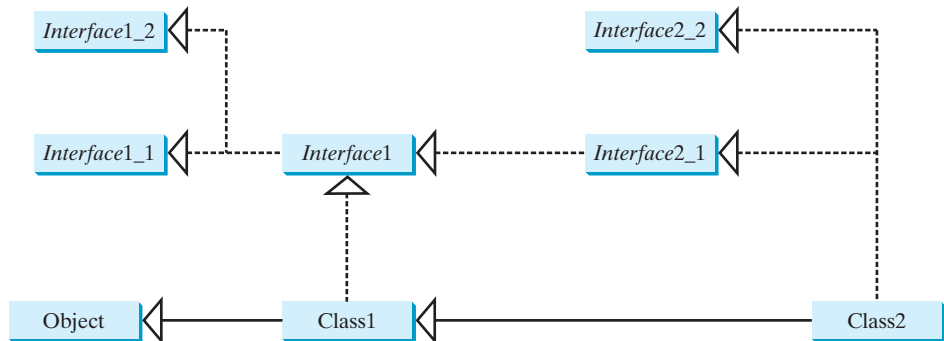 Interface1_2
Interface2_2
Interface1_1
Interface1
Interface2_1
Object
Class1
Class2